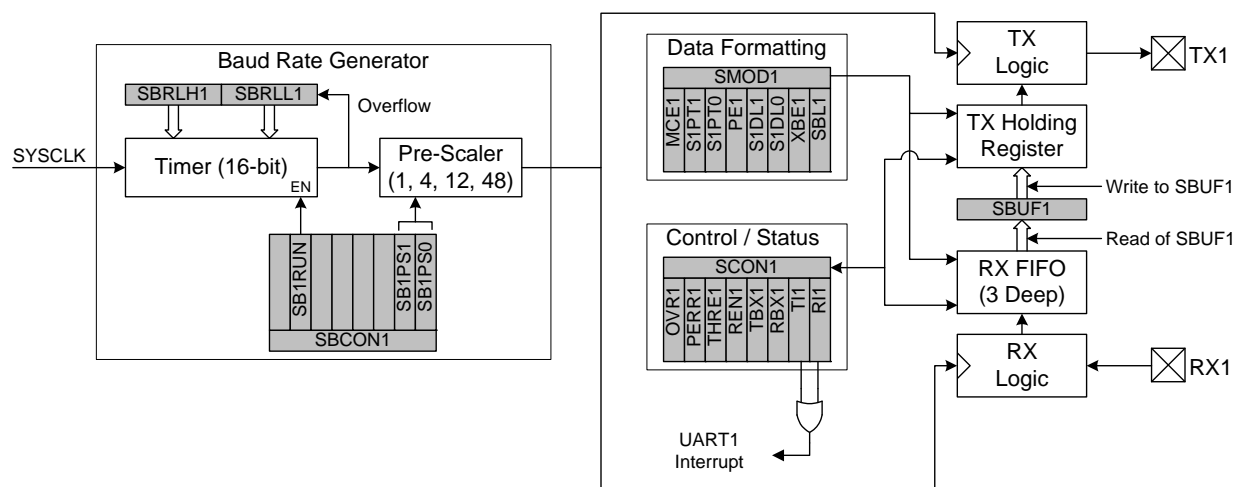 Baud Rate Generator
SBRLH1 SBRLL1
Overflow
SYSCLK
Timer (16-bit)
EN
Pre-Scaler
(1, 4, 12, 48)
SB1RUN
SB1PS1
SB1PS0
SBCON1
Data Formatting
SMOD1
MCE1
S1PT1
S1PT0
PE1
S1DL1
S1DL0
XBE1
SBL1
Control / Status
SCON1
OVR1
PERR1
THRE1
REN1
TBX1
RBX1
TI1
RI1
UART1
Interrupt
TX
Logic
TX1
TX Holding
Register
Write to SBUF1
SBUF1
Read of SBUF1
RX FIFO
(3 Deep)
RX
Logic
RX1